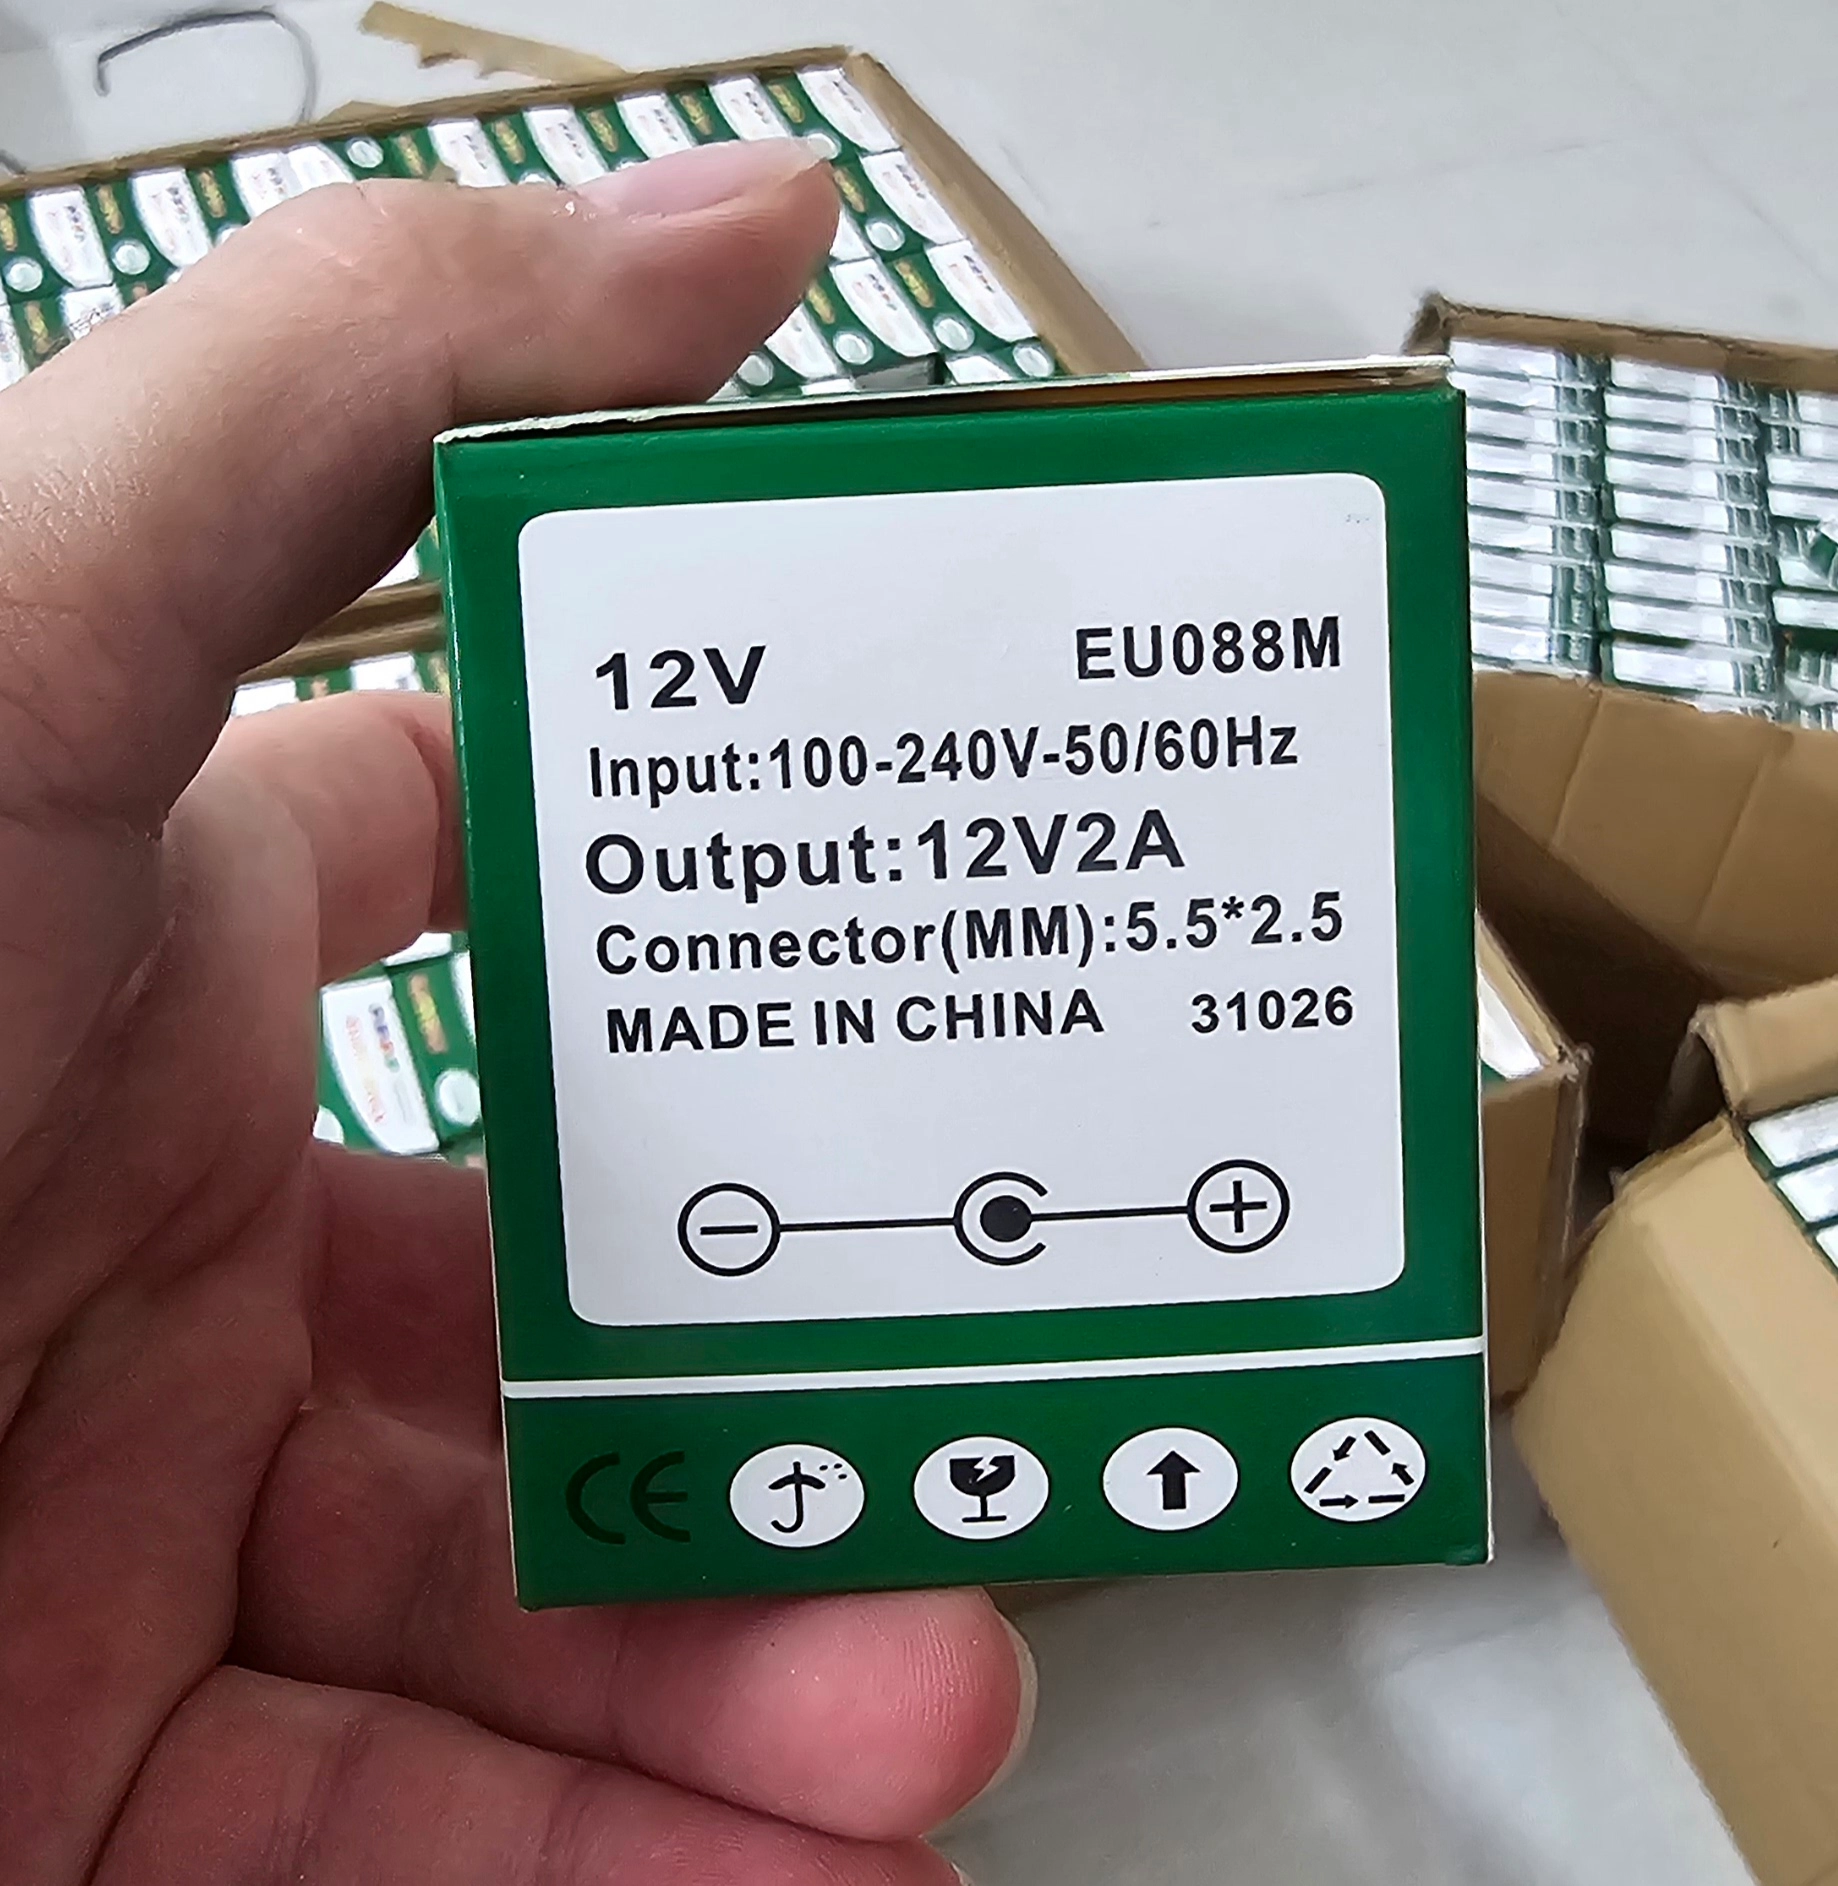 12V EU088M
Input:100-240V-50/60Hz
Output:12V2A
Connector(MM):5.5*2.5
MADE IN CHINA 31026
CE